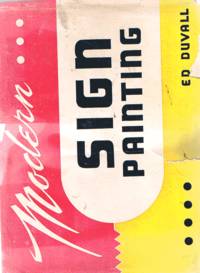 Modern
SIGN
PAINTING
ED DUVALL